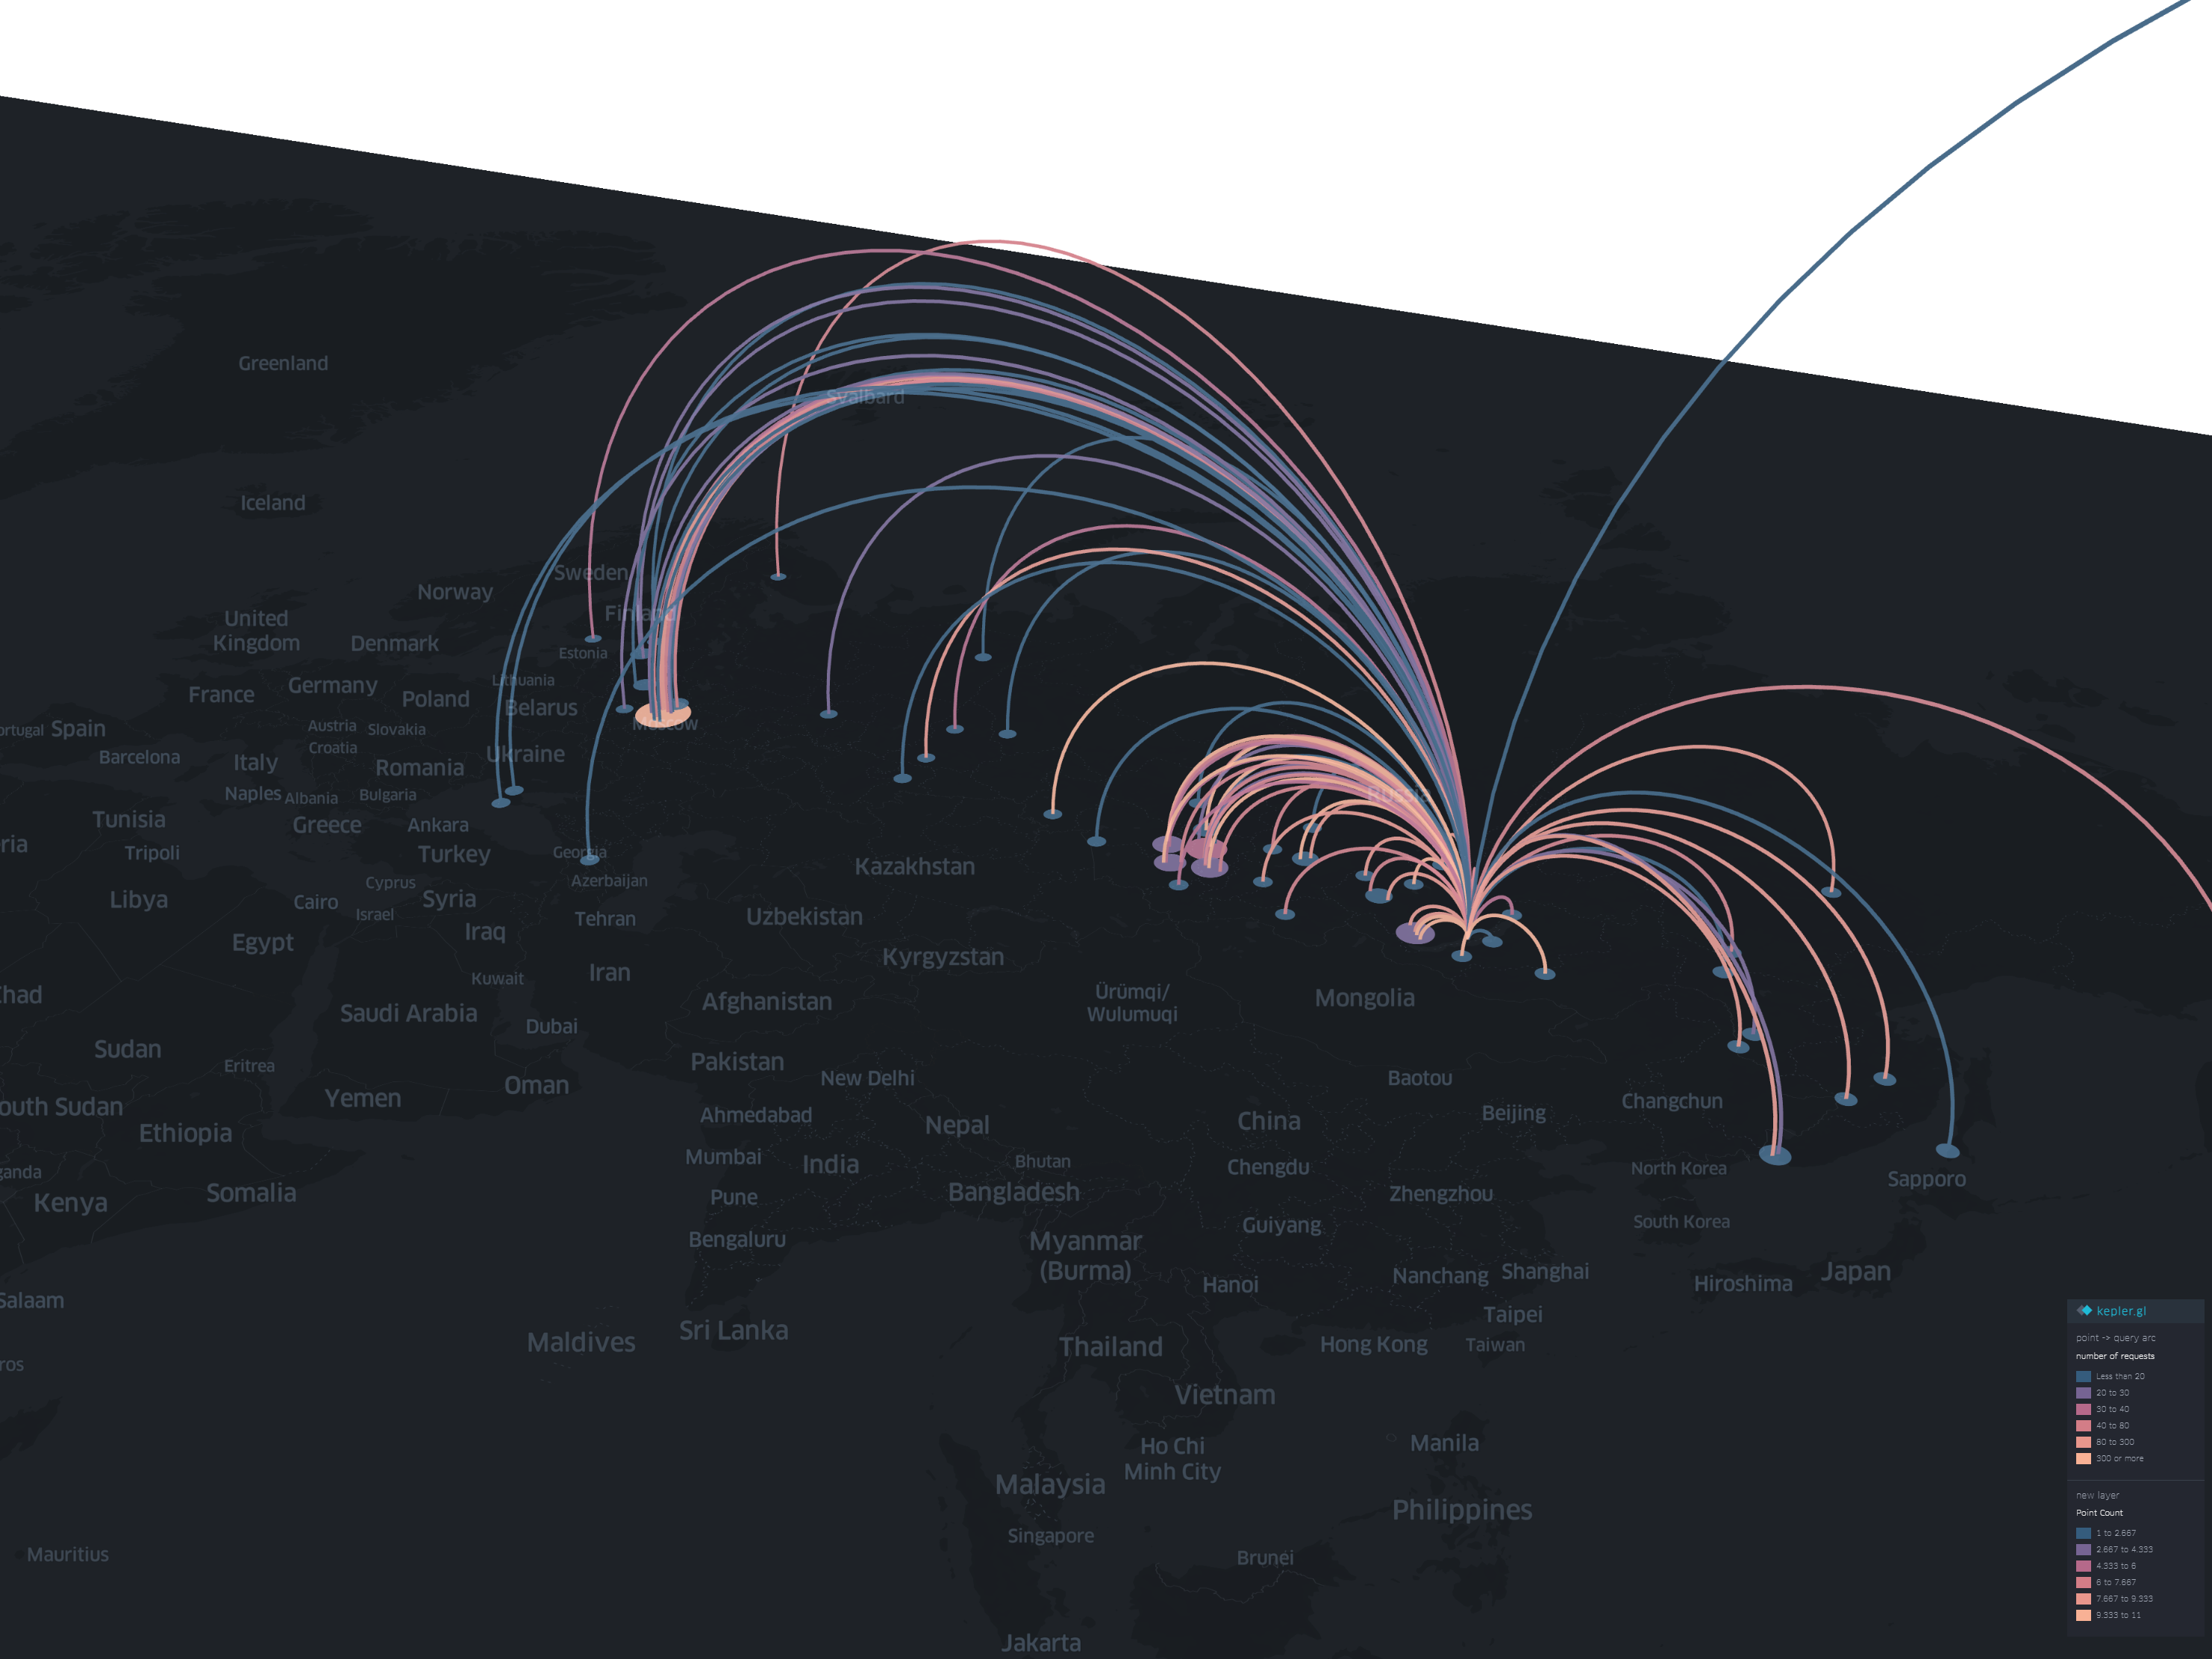 Greenland
Svalbard
Iceland
Sweden
Norway
Finland
United
Kingdom
Denmark
Estonia
Lithuania
France
Germany
Poland
Belarus
Moscow
ortugal
Spain
Austria
Slovakia
Croatia
Barcelona
Italy
Ukraine
Romania
Naples
Albania
Bulgaria
Russia
Tunisia
Greece
Ankara
ria
Tripoli
Turkey
Georgia
Kazakhstan
Azerbaijan
Cyprus
Libya
Cairo
Syria
Israel
Tehran
Uzbekistan
Egypt
Iraq
Kyrgyzstan
Kuwait
Iran
Ürümqi/
Wulumuqi
Mongolia
Chad
Saudi Arabia
Afghanistan
Dubai
Sudan
Eritrea
Pakistan
New Delhi
Baotou
Oman
Yemen
outh Sudan
Ahmedabad
Nepal
China
Beijing
Changchun
Ethiopia
Mumbai
India
Bhutan
Chengdu
North Korea
ganda
Sapporo
Kenya
Somalia
Pune
Bangladesh
Zhengzhou
Bengaluru
Guiyang
South Korea
Myanmar
(Burma)
Hanoi
Nanchang
Shanghai
Hiroshima
Japan
Salaam
Taipei
Maldives
Sri Lanka
Thailand
Hong Kong
Taiwan
ros
Vietnam
Ho Chi
Minh City
Manila
Malaysia
Philippines
Singapore
Mauritius
Brunei
Jakarta
kepler.gl
point -> query arc
number of requests
Less than 20
20 to 30
30 to 40
40 to 80
80 to 300
300 or more
new layer
Point Count
1 to 2.667
2.667 to 4.333
4.333 to 6
6 to 7.667
7.667 to 9.333
9.333 to 11